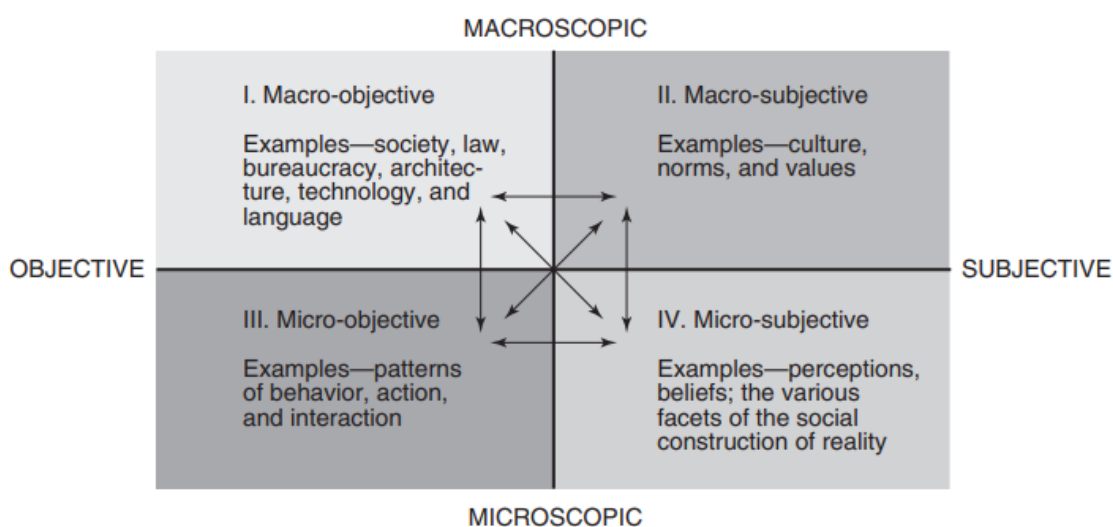 MACROSCOPIC
I. Macro-objective
Examples—society, law,
bureaucracy, architec-
ture, technology, and
language
II. Macro-subjective
Examples—culture,
norms, and values
OBJECTIVE
SUBJECTIVE
III. Micro-objective
Examples—patterns
of behavior, action,
and interaction
IV. Micro-subjective
Examples—perceptions,
beliefs; the various
facets of the social
construction of reality
MICROSCOPIC